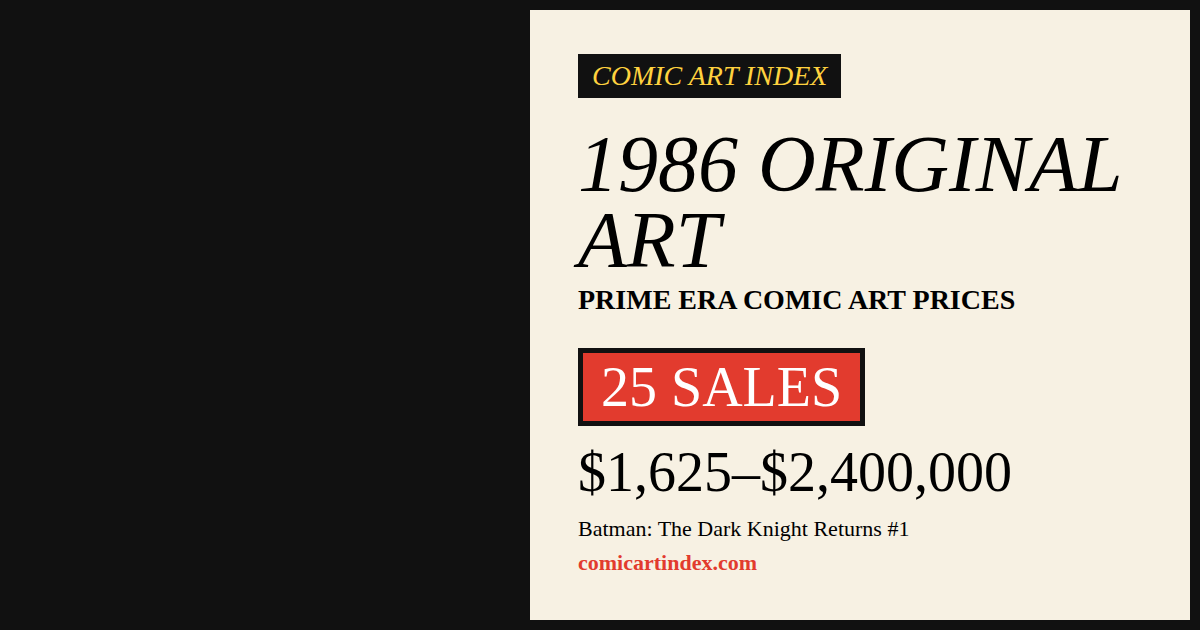 COMIC ART INDEX
1986 ORIGINAL
ART
PRIME ERA COMIC ART PRICES
25 SALES
$1,625–$2,400,000
Batman: The Dark Knight Returns #1
comicartindex.com